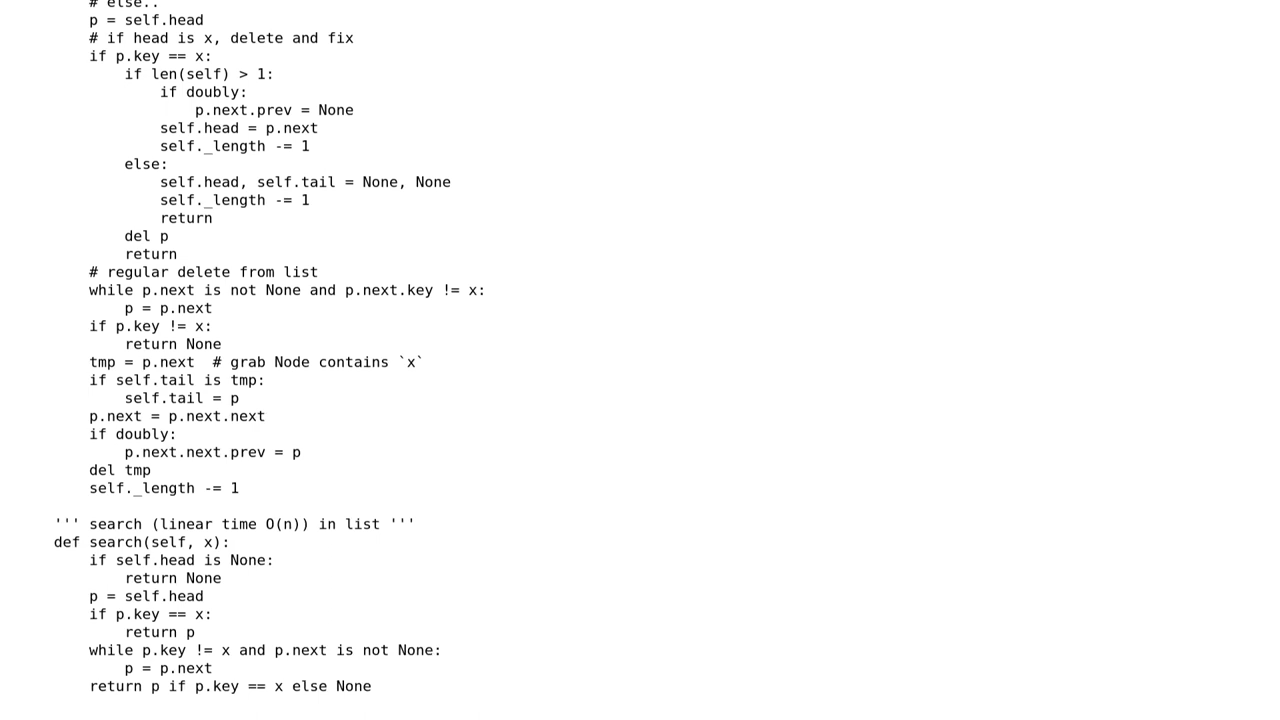 # else..
        p = self.head
        # if head is x, delete and fix
        if p.key == x:
            if len(self) > 1:
                if doubly:
                    p.next.prev = None
                self.head = p.next
                self._length -= 1
            else:
                self.head, self.tail = None, None
                self._length -= 1
                return
            del p
            return
        # regular delete from list
        while p.next is not None and p.next.key != x:
            p = p.next
        if p.key != x:
            return None
        tmp = p.next  # grab Node contains `x`
        if self.tail is tmp:
            self.tail = p
        p.next = p.next.next
        if doubly:
            p.next.next.prev = p
        del tmp
        self._length -= 1

    ''' search (linear time O(n)) in list '''
    def search(self, x):
        if self.head is None:
            return None
        p = self.head
        if p.key == x:
            return p
        while p.key != x and p.next is not None:
            p = p.next
        return p if p.key == x else None